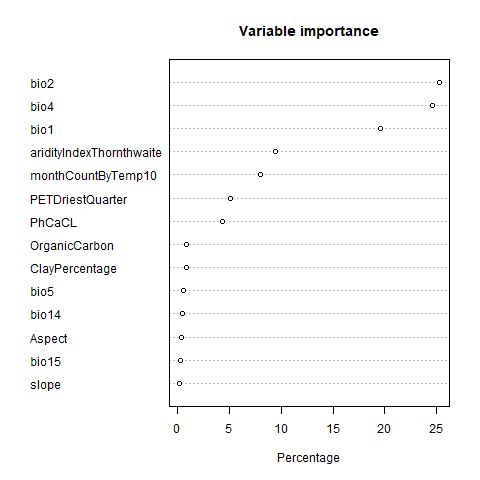 Variable importance
bio2
bio4
bio1
aridityIndexThornthwaite
monthCountByTemp10
PETDriestQuarter
PhCaCL
OrganicCarbon
ClayPercentage
bio5
bio14
Aspect
bio15
slope
0 5 10 15 20 25
Percentage